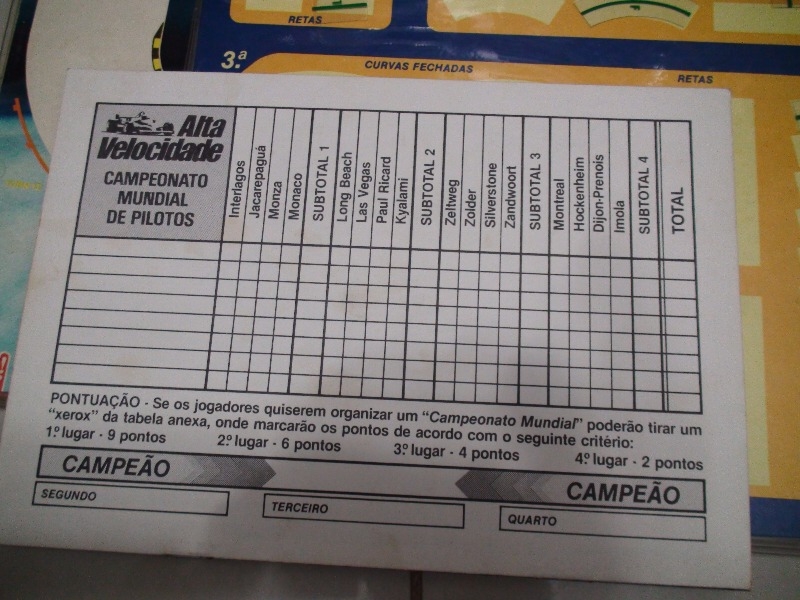 RETAS
3.ª
CURVAS FECHADAS
RETAS
Alta
Velocidade
CAMPEONATO
MUNDIAL
DE PILOTOS
Interlagos
Jacarepaguá
Monza
Monaco
SUBTOTAL 1
Long Beach
Las Vegas
Paul Ricard
Kyalami
SUBTOTAL 2
Zeltweg
Zolder
Silverstone
Zandwoort
SUBTOTAL 3
Montreal
Hockenheim
Dijon-Prenois
Imola
SUBTOTAL 4
TOTAL
PONTUAÇÃO - Se os jogadores quiserem organizar um “Campeonato Mundial” poderão tirar um
“xerox” da tabela anexa, onde marcarão os pontos de acordo com o seguinte critério:
1.º lugar - 9 pontos 2.º lugar - 6 pontos 3.º lugar - 4 pontos 4.º lugar - 2 pontos
CAMPEÃO CAMPEÃO
SEGUNDO TERCEIRO QUARTO